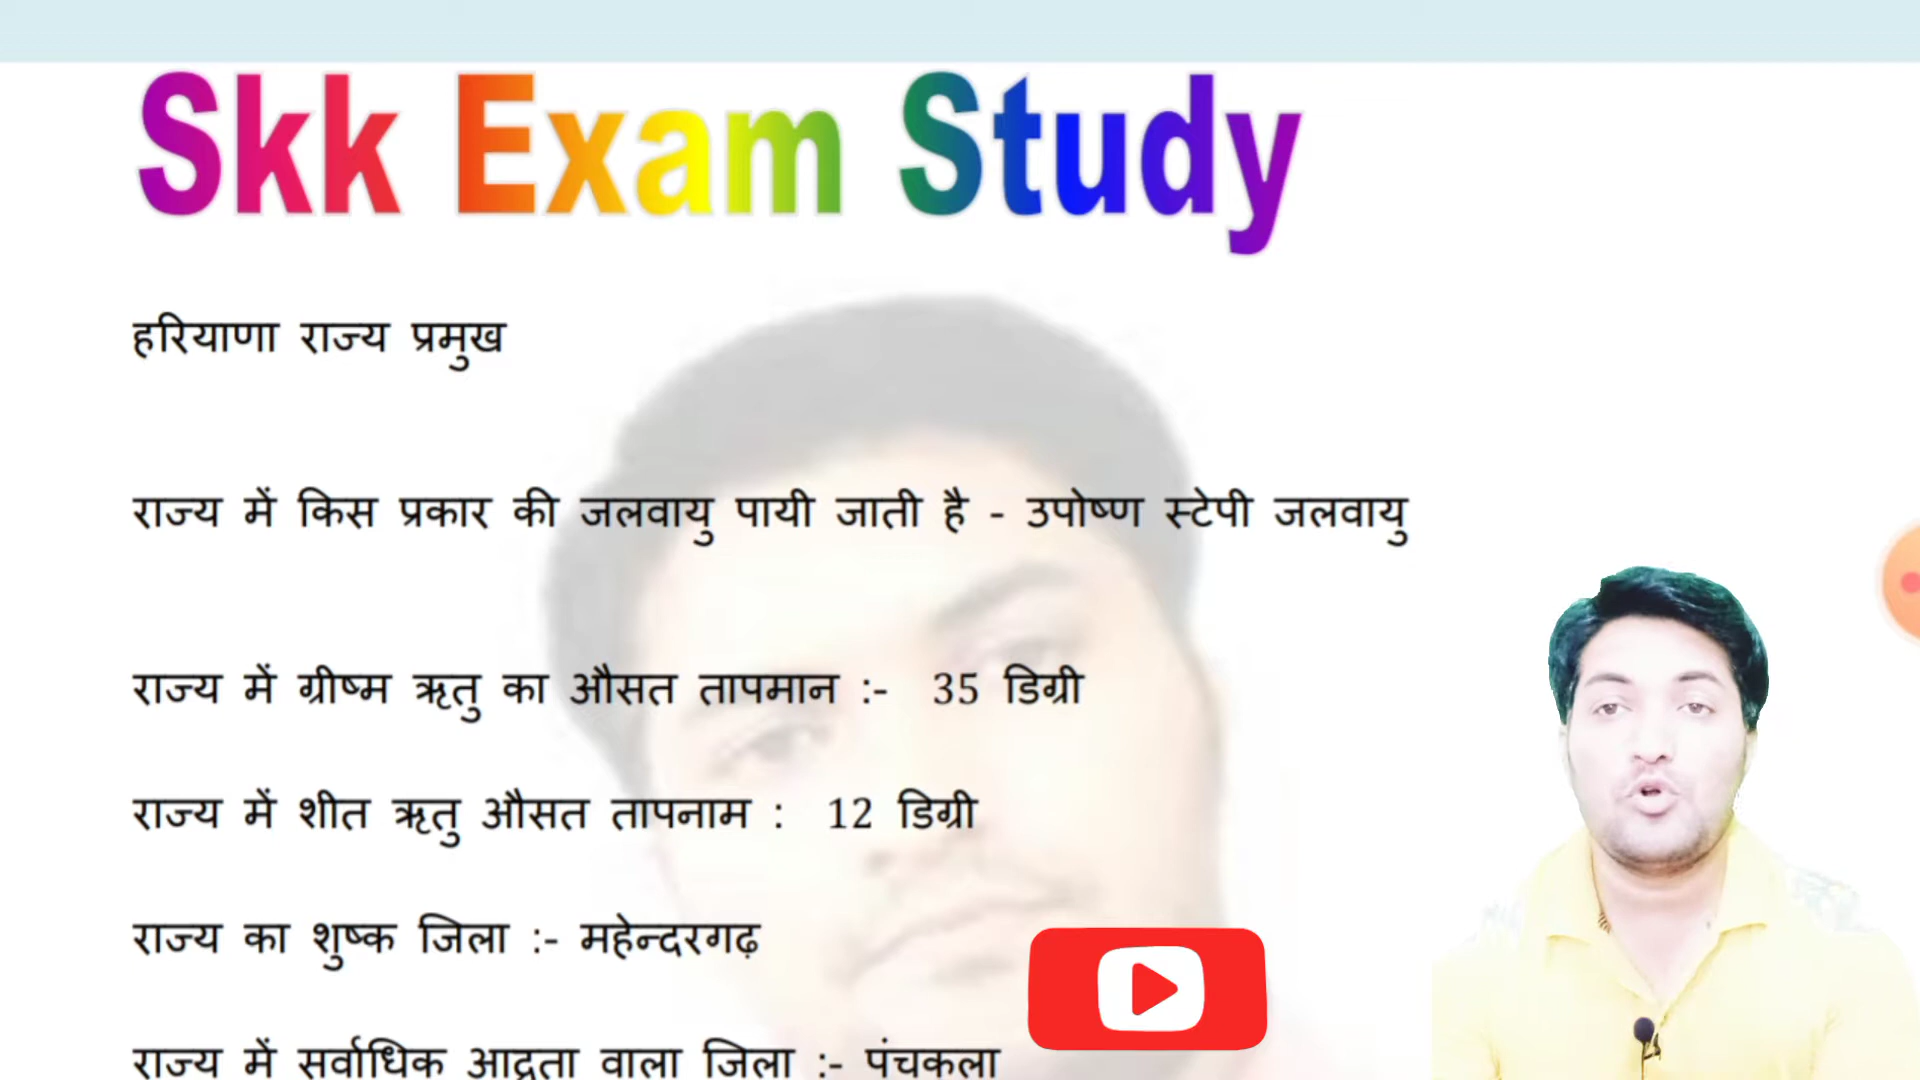 Skk Exam Study
हरियाणा राज्य प्रमुख
राज्य में किस प्रकार की जलवायु पायी जाती है - उपोष्ण स्टेपी जलवायु
राज्य में ग्रीष्म ऋतु का औसत तापमान :- 35 डिग्री
राज्य में शीत ऋतु औसत तापनाम : 12 डिग्री
राज्य का शुष्क जिला :- महेन्दरगढ़
राज्य में सर्वाधिक आद्रता वाला जिला :- पंचकला